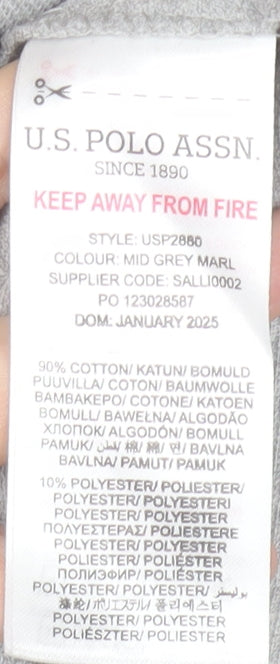 U.S. POLO ASSN.
SINCE 1890
KEEP AWAY FROM FIRE
STYLE: USP2880
COLOUR: MID GREY MARL
SUPPLIER CODE: SALLI0002
PO 123028587
DOM: JANUARY 2025
90% COTTON/ KATUN/ BOMULD
PUUVILLA/ COTON/ BAUMWOLLE
ΒΑΜΒΑΚΕΡΟ/ COTONE/ KATOEN
BOMULL/ BAWEŁNA/ ALGODÃO
ХЛОПОК/ ALGODÓN/ BOMULL
PAMUK/ قطن/ 棉/ 綿/ 면/ BAVLNA
BAVLNA/ PAMUT/ PAMUK
10% POLYESTER/ POLIESTER/
POLYESTER/ POLYESTERI
POLYESTER/ POLYESTER
ΠΟΛΥΕΣΤΕΡΑΣ/ POLIESTERE
POLYESTER/ POLYESTER
POLIESTER/ POLIÉSTER
ПОЛИЭФИР/ POLIÉSTER
POLYESTER/ POLYESTER/ بوليستر/
ポリエステル/ 폴리에스터
POLYESTER/ POLYESTER
POLIÉSZTER/ POLIESTER